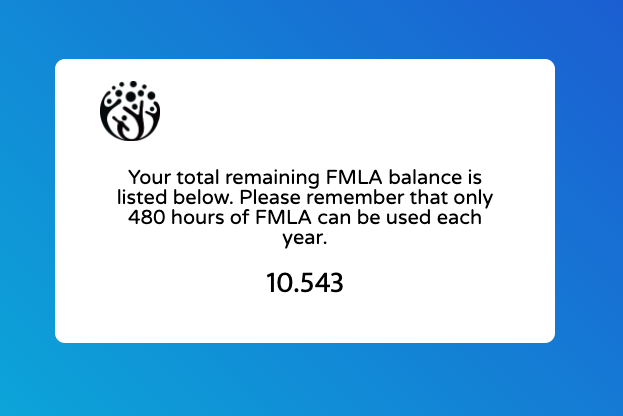 Your total remaining FMLA balance is
listed below. Please remember that only
480 hours of FMLA can be used each
year.
10.543